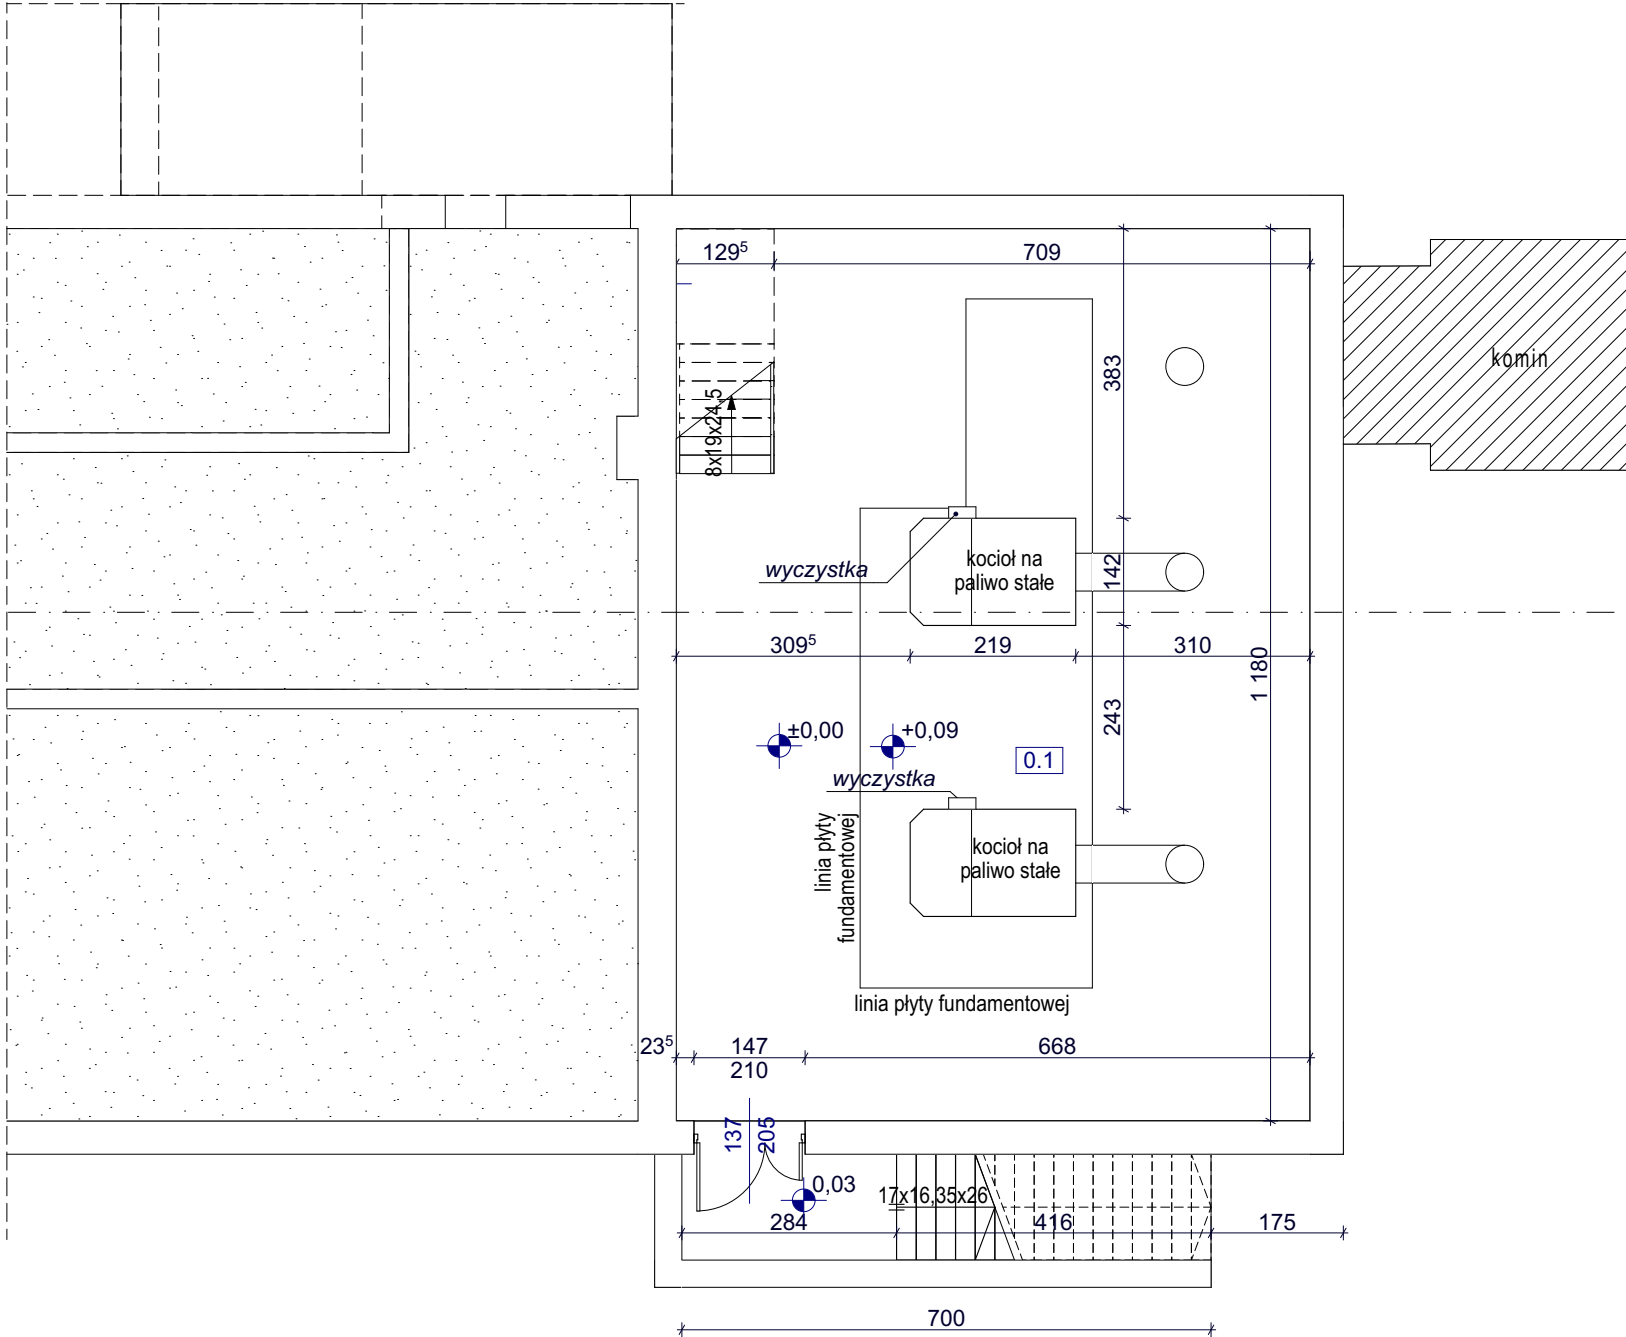 129⁵
709
383
komin
8x19x24,5
kocioł na
paliwo stałe
142
wyczystka
309⁵
219
310
1 180
243
±0,00
+0,09
0.1
wyczystka
linia płyty
fundamentowej
kocioł na
paliwo stałe
linia płyty fundamentowej
23⁵
147
668
210
137
205
0,03
17x16,35x26
284
416
175
700